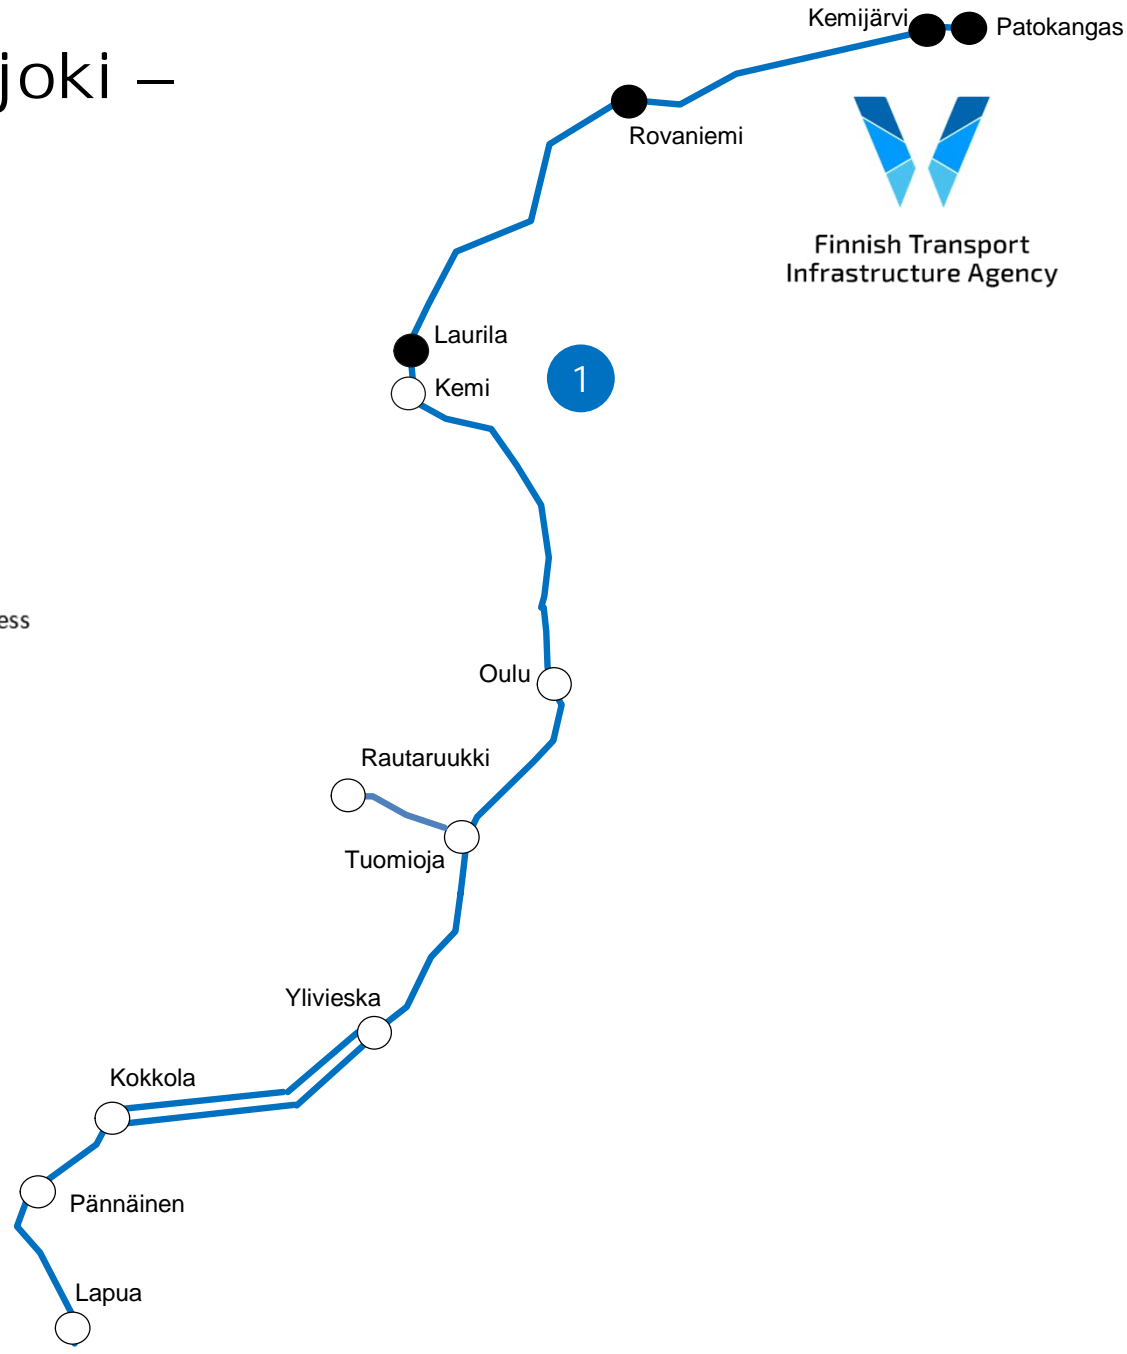 joki –
Kemijärvi
Patokangas
Rovaniemi
Finnish Transport
Infrastructure Agency
Laurila
1
Kemi
ess
Oulu
Rautaruukki
Tuomioja
Ylivieska
Kokkola
Pännäinen
Lapua